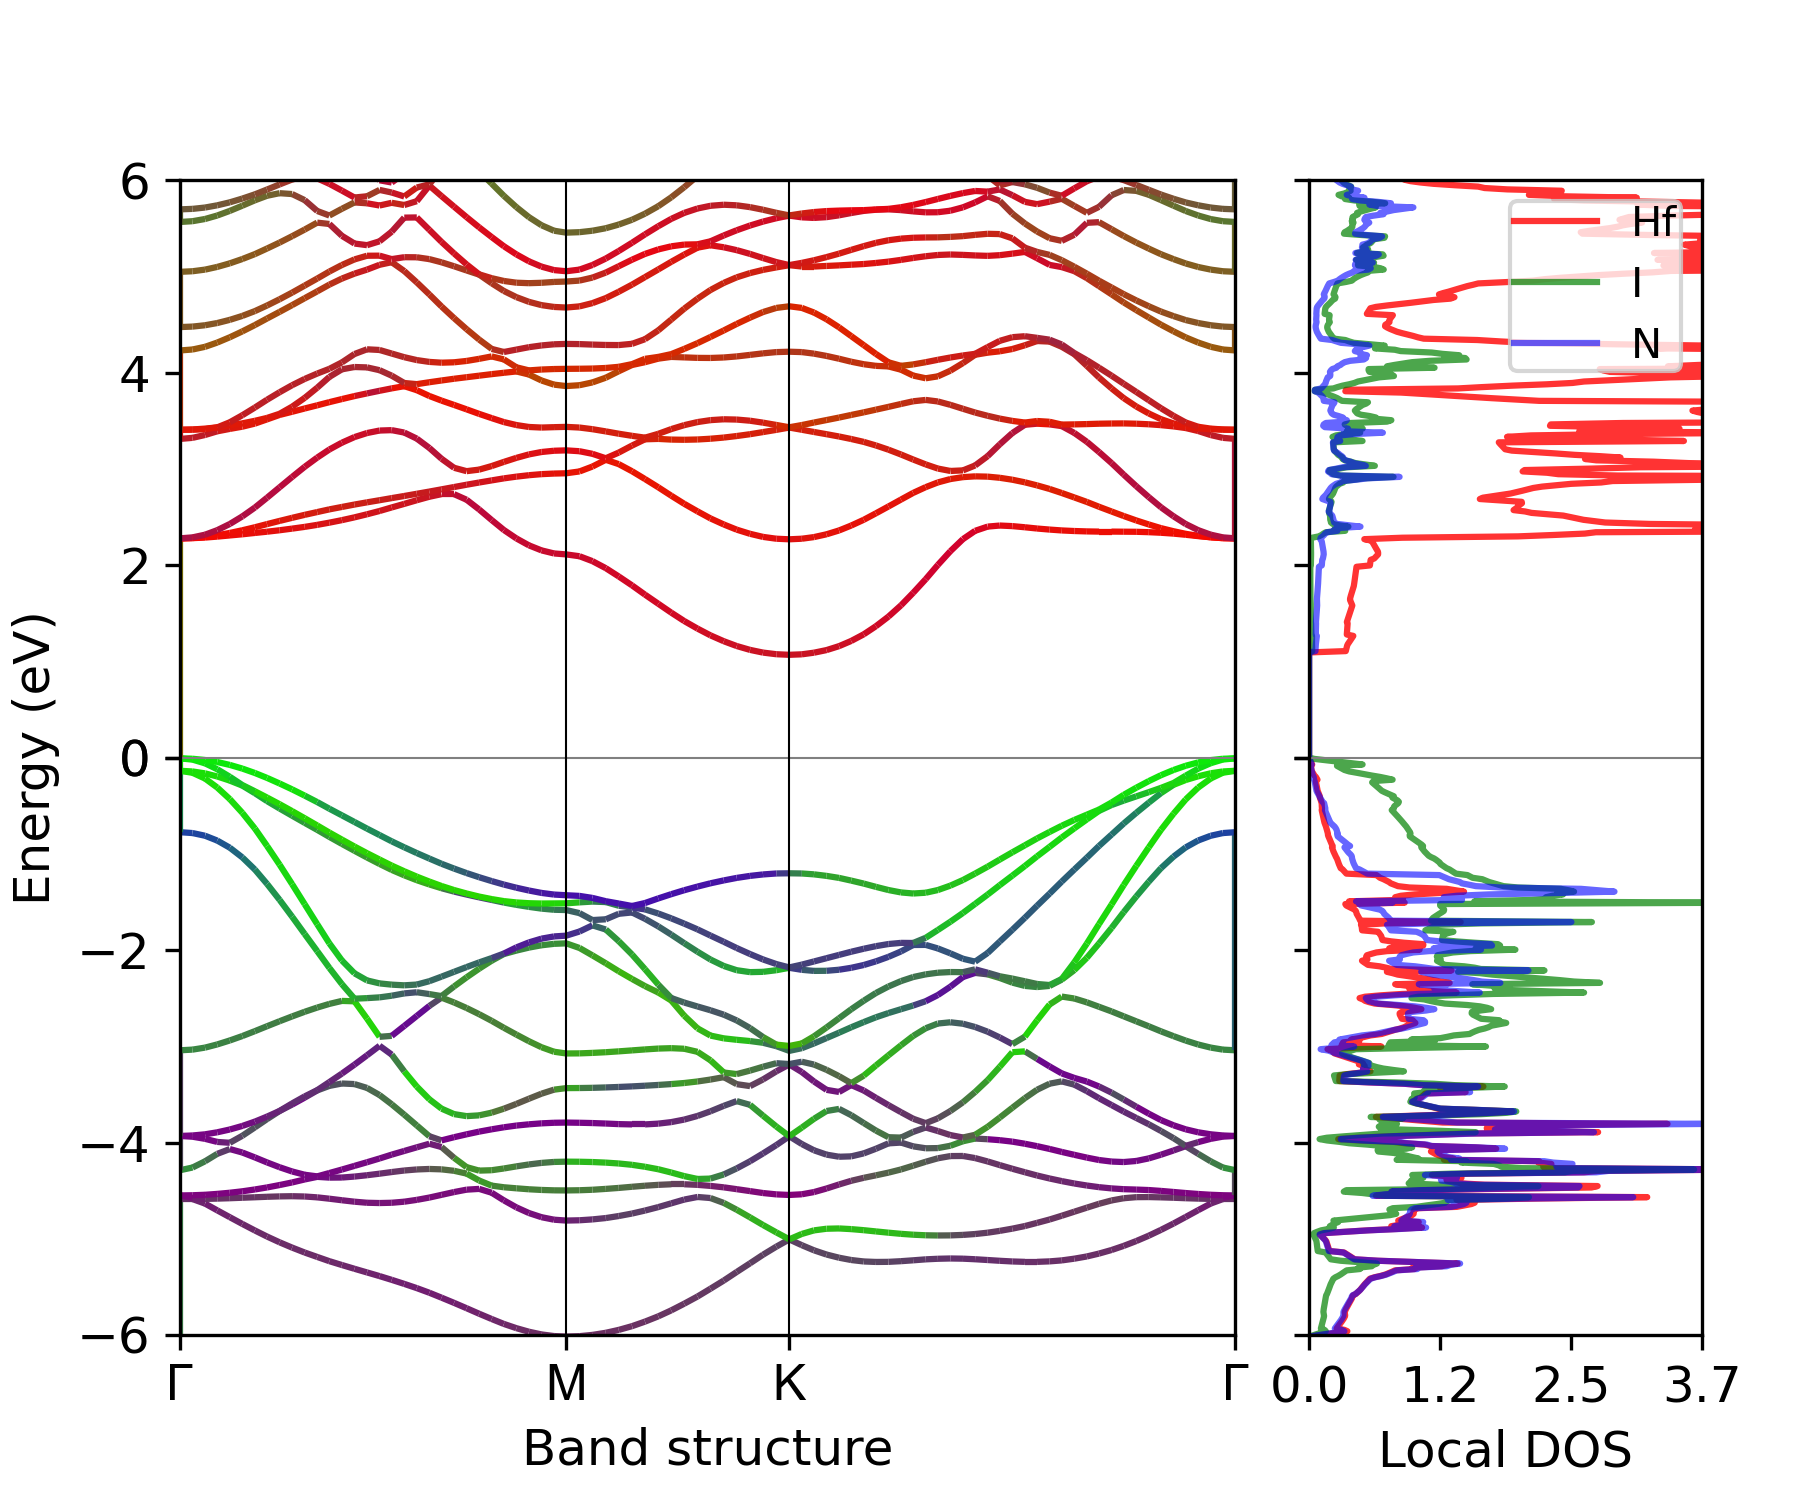 6
4
2
0
−2
−4
−6
Energy (eV)
Γ M K Γ
Band structure
Hf
I
N
0.0 1.2 2.5 3.7
Local DOS